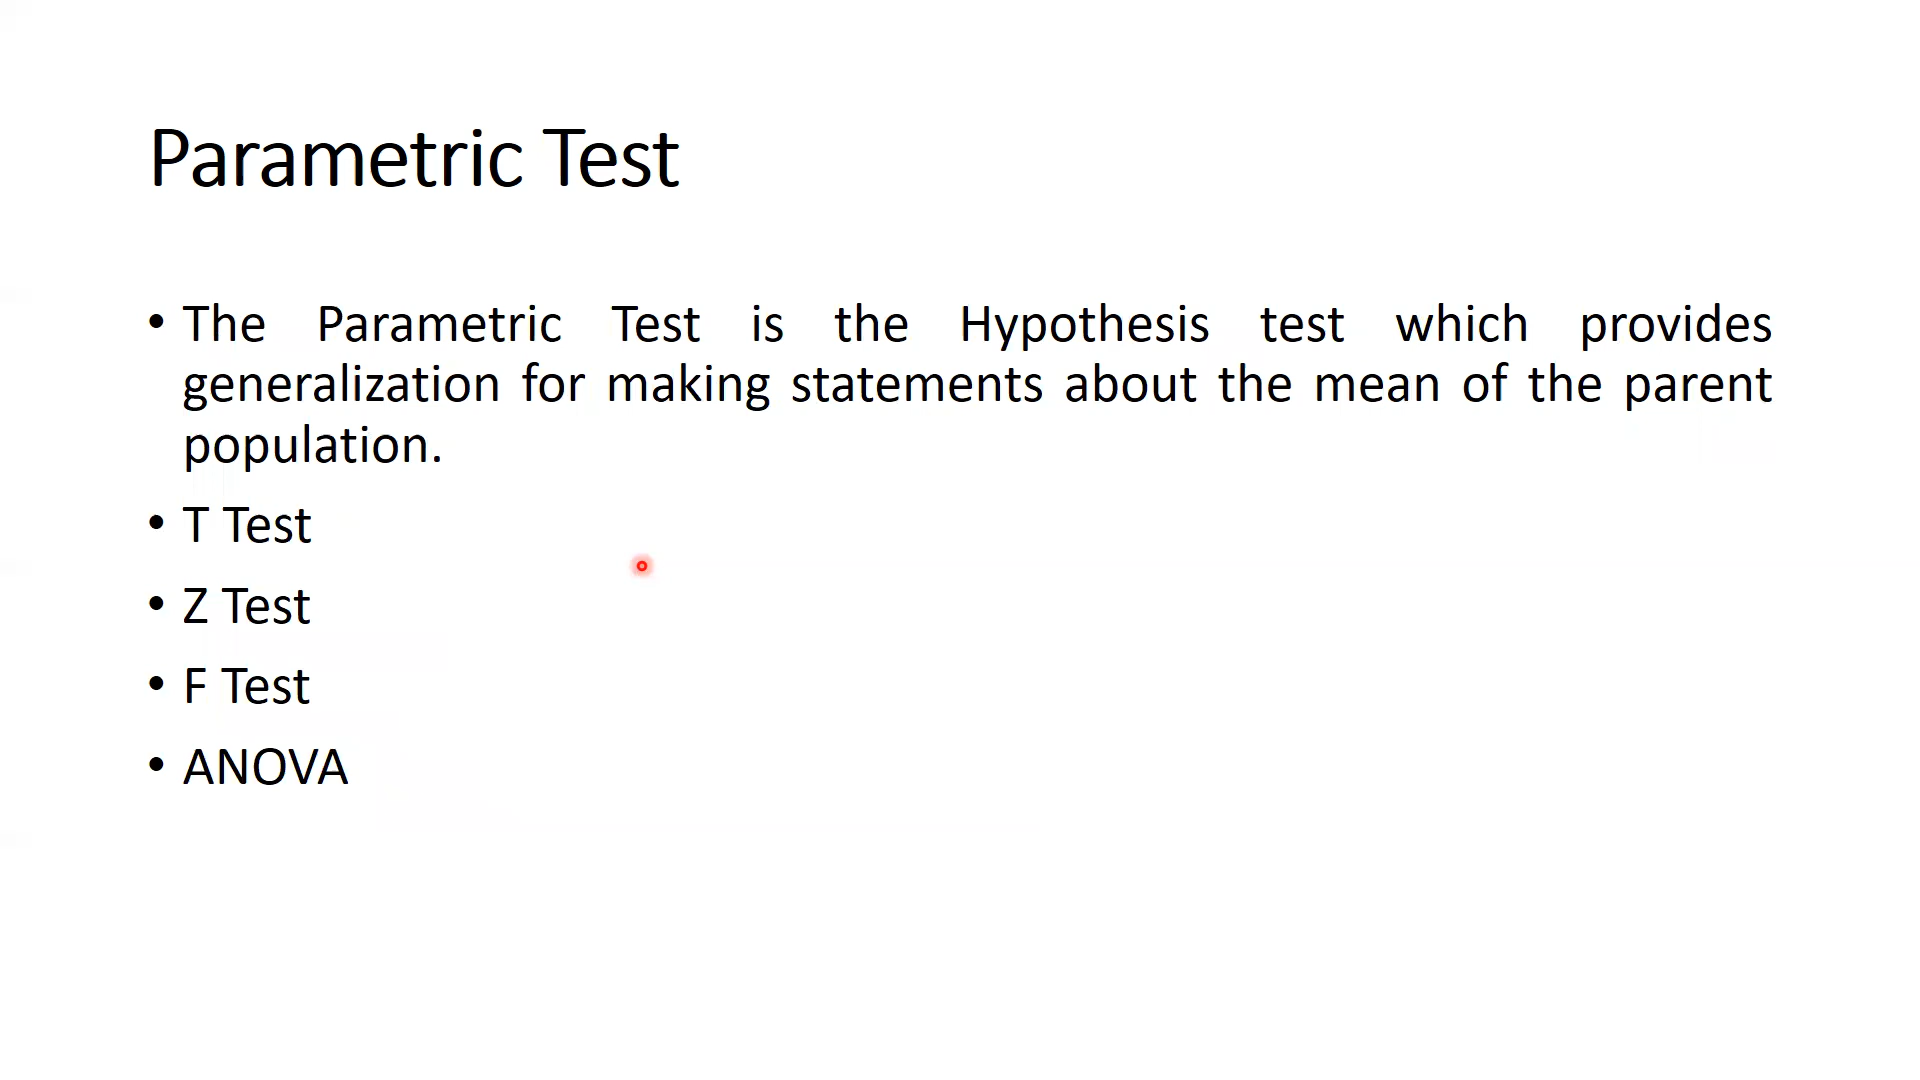 Parametric Test
• The Parametric Test is the Hypothesis test which provides
generalization for making statements about the mean of the parent
population.
• T Test
• Z Test
• F Test
• ANOVA